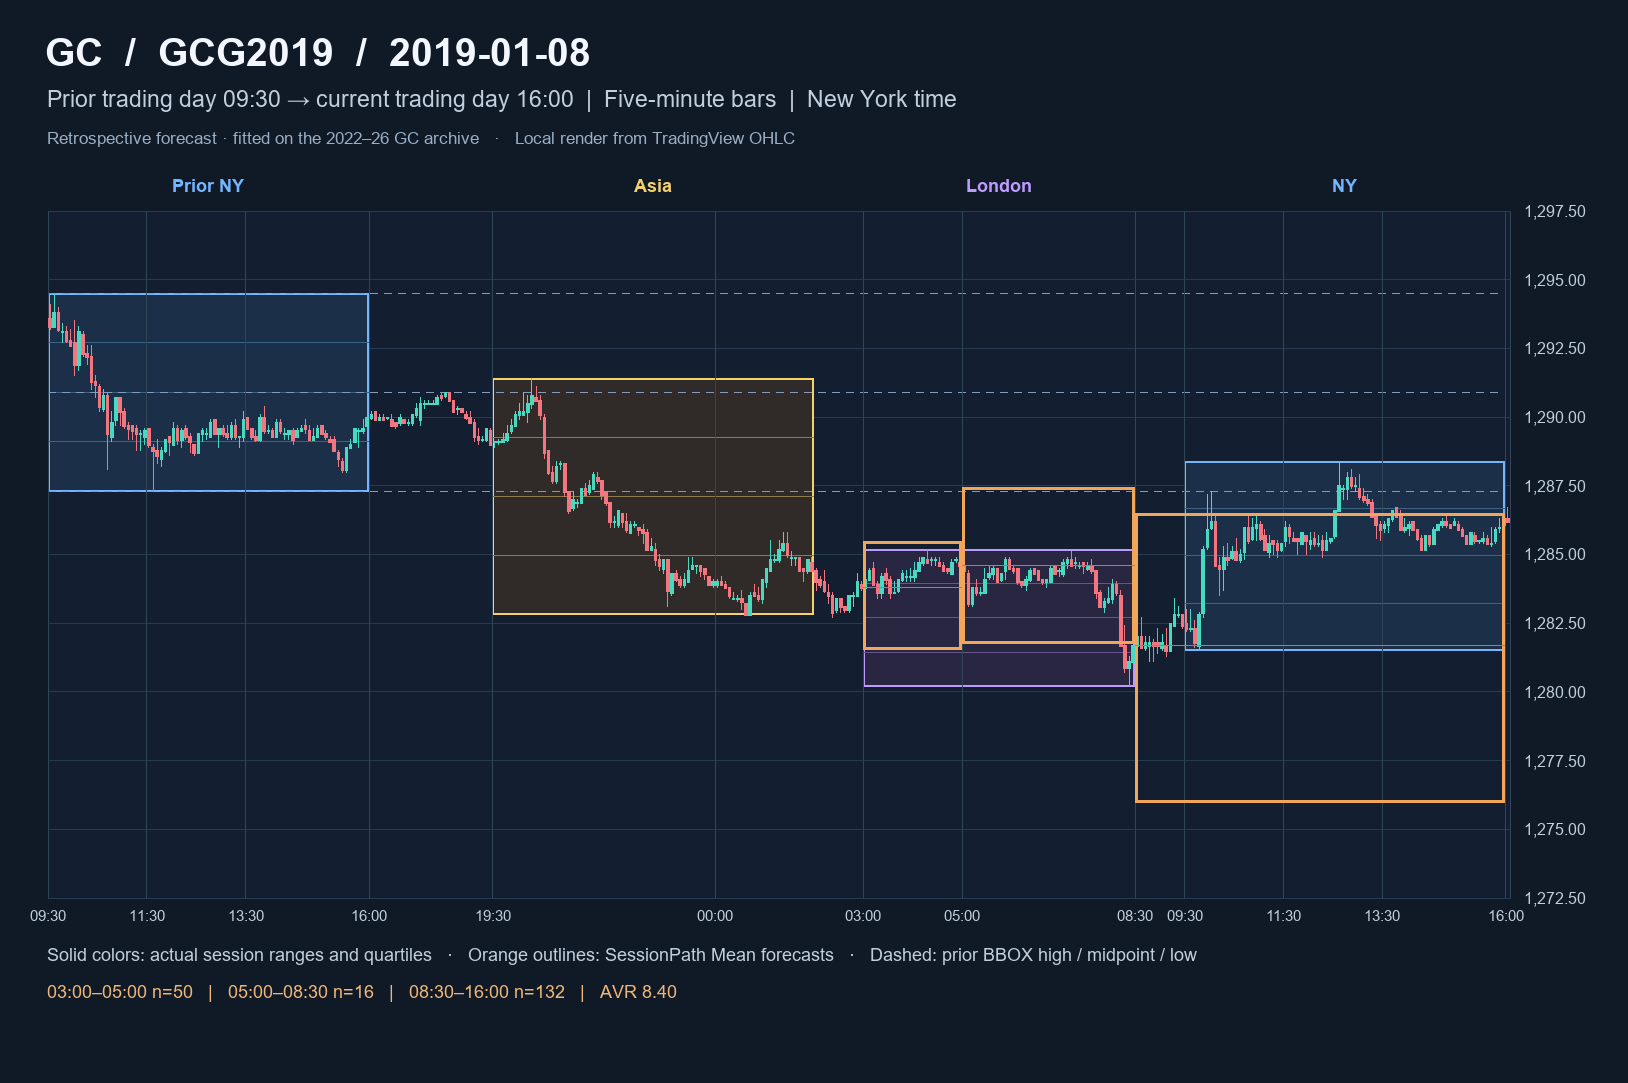 GC / GCG2019 / 2019-01-08
Prior trading day 09:30 → current trading day 16:00 | Five-minute bars | New York time
Retrospective forecast · fitted on the 2022–26 GC archive · Local render from TradingView OHLC
Prior NY Asia London NY
1,297.50
1,295.00
1,292.50
1,290.00
1,287.50
1,285.00
1,282.50
1,280.00
1,277.50
1,275.00
1,272.50
09:30 11:30 13:30 16:00 19:30 00:00 03:00 05:00 08:30 09:30 11:30 13:30 16:00
Solid colors: actual session ranges and quartiles · Orange outlines: SessionPath Mean forecasts · Dashed: prior BBOX high / midpoint / low
03:00–05:00 n=50 | 05:00–08:30 n=16 | 08:30–16:00 n=132 | AVR 8.40